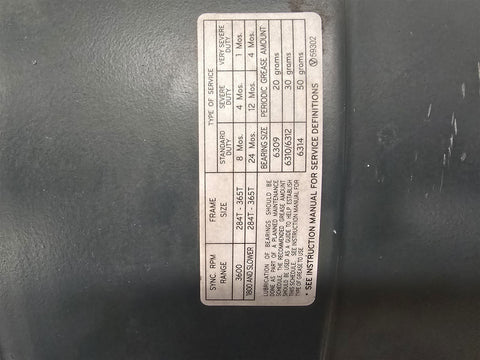 SYNC. RPM RANGE FRAME SIZE TYPE OF SERVICE
STANDARD DUTY SEVERE DUTY VERY SEVERE DUTY
3600 284T - 365T 8 Mos. 4 Mos. 1 Mos.
1800 AND SLOWER 284T - 365T 24 Mos. 12 Mos. 4 Mos.
LUBRICATION OF BEARINGS SHOULD BE
DONE AS PART OF A PLANNED MAINTENANCE
SCHEDULE. THE RECOMMENDED GREASE AMOUNT
SHOULD BE USED AS A GUIDE TO HELP ESTABLISH
THIS SCHEDULE. SEE INSTRUCTION MANUAL FOR
TYPE OF GREASE TO USE.
BEARING SIZE PERIODIC GREASE AMOUNT
6309 20 grams
6310/6312 30 grams
6314 50 grams
* SEE INSTRUCTION MANUAL FOR SERVICE DEFINITIONS
59302